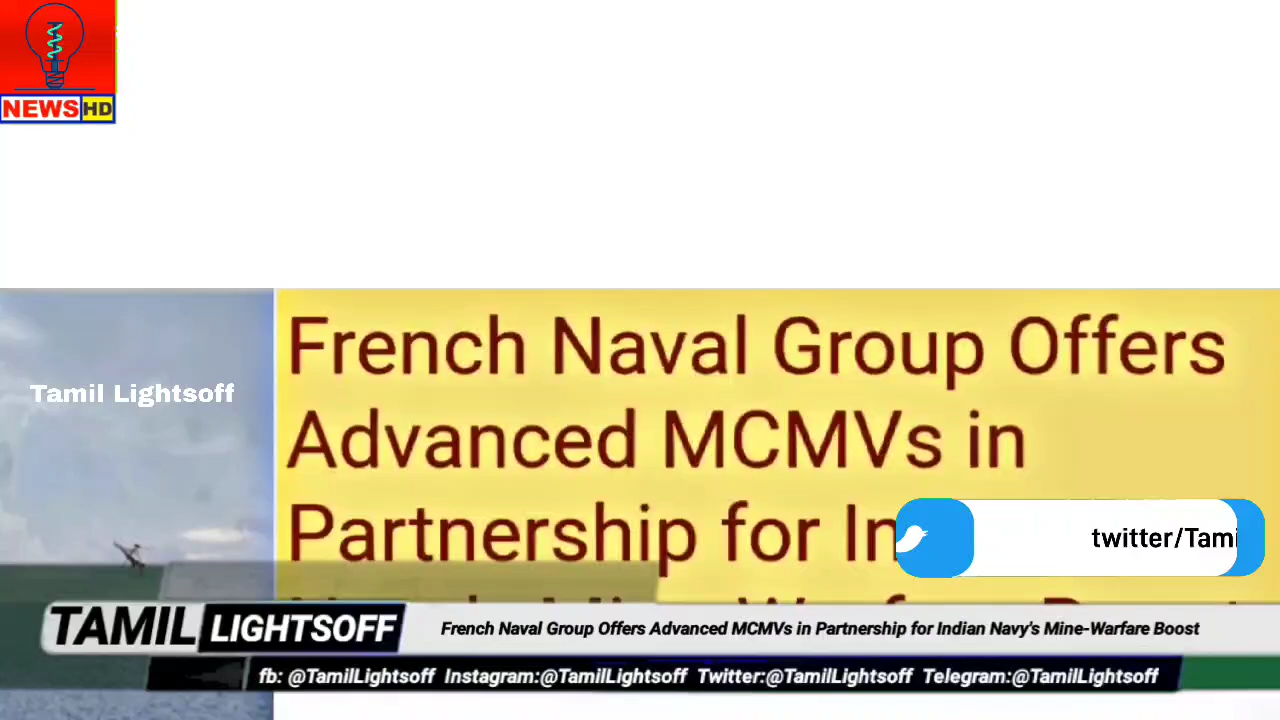 NEWS HD
French Naval Group Offers
Advanced MCMVs in
Partnership for
Tamil Lightsoff
twitter/Tami
TAMIL LIGHTSOFF
French Naval Group Offers Advanced MCMVs in Partnership for Indian Navy's Mine-Warfare Boost
fb: @TamilLightsoff Instagram:@TamilLightsoff Twitter:@TamilLightsoff Telegram:@TamilLightsoff